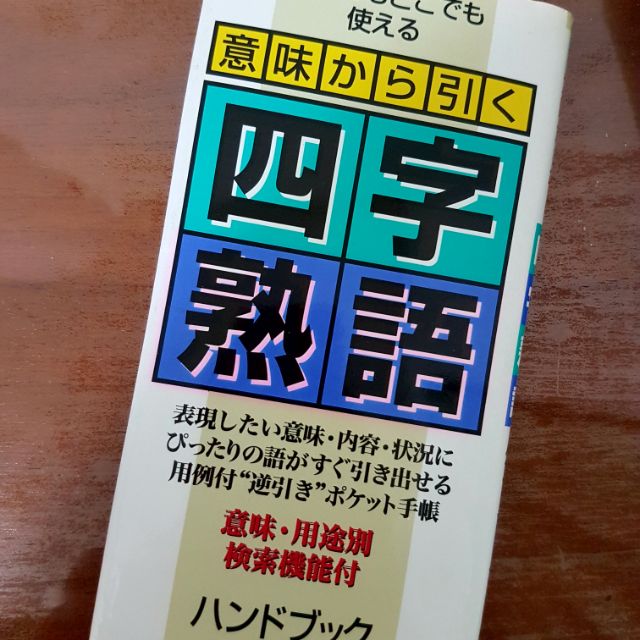 使える
意味から引く
四字
熟語
表現したい意味・内容・状況に
ぴったりの語がすぐ引き出せる
用例付“逆引き”ポケット手帳
意味・用途別
検索機能付
ハンドブック